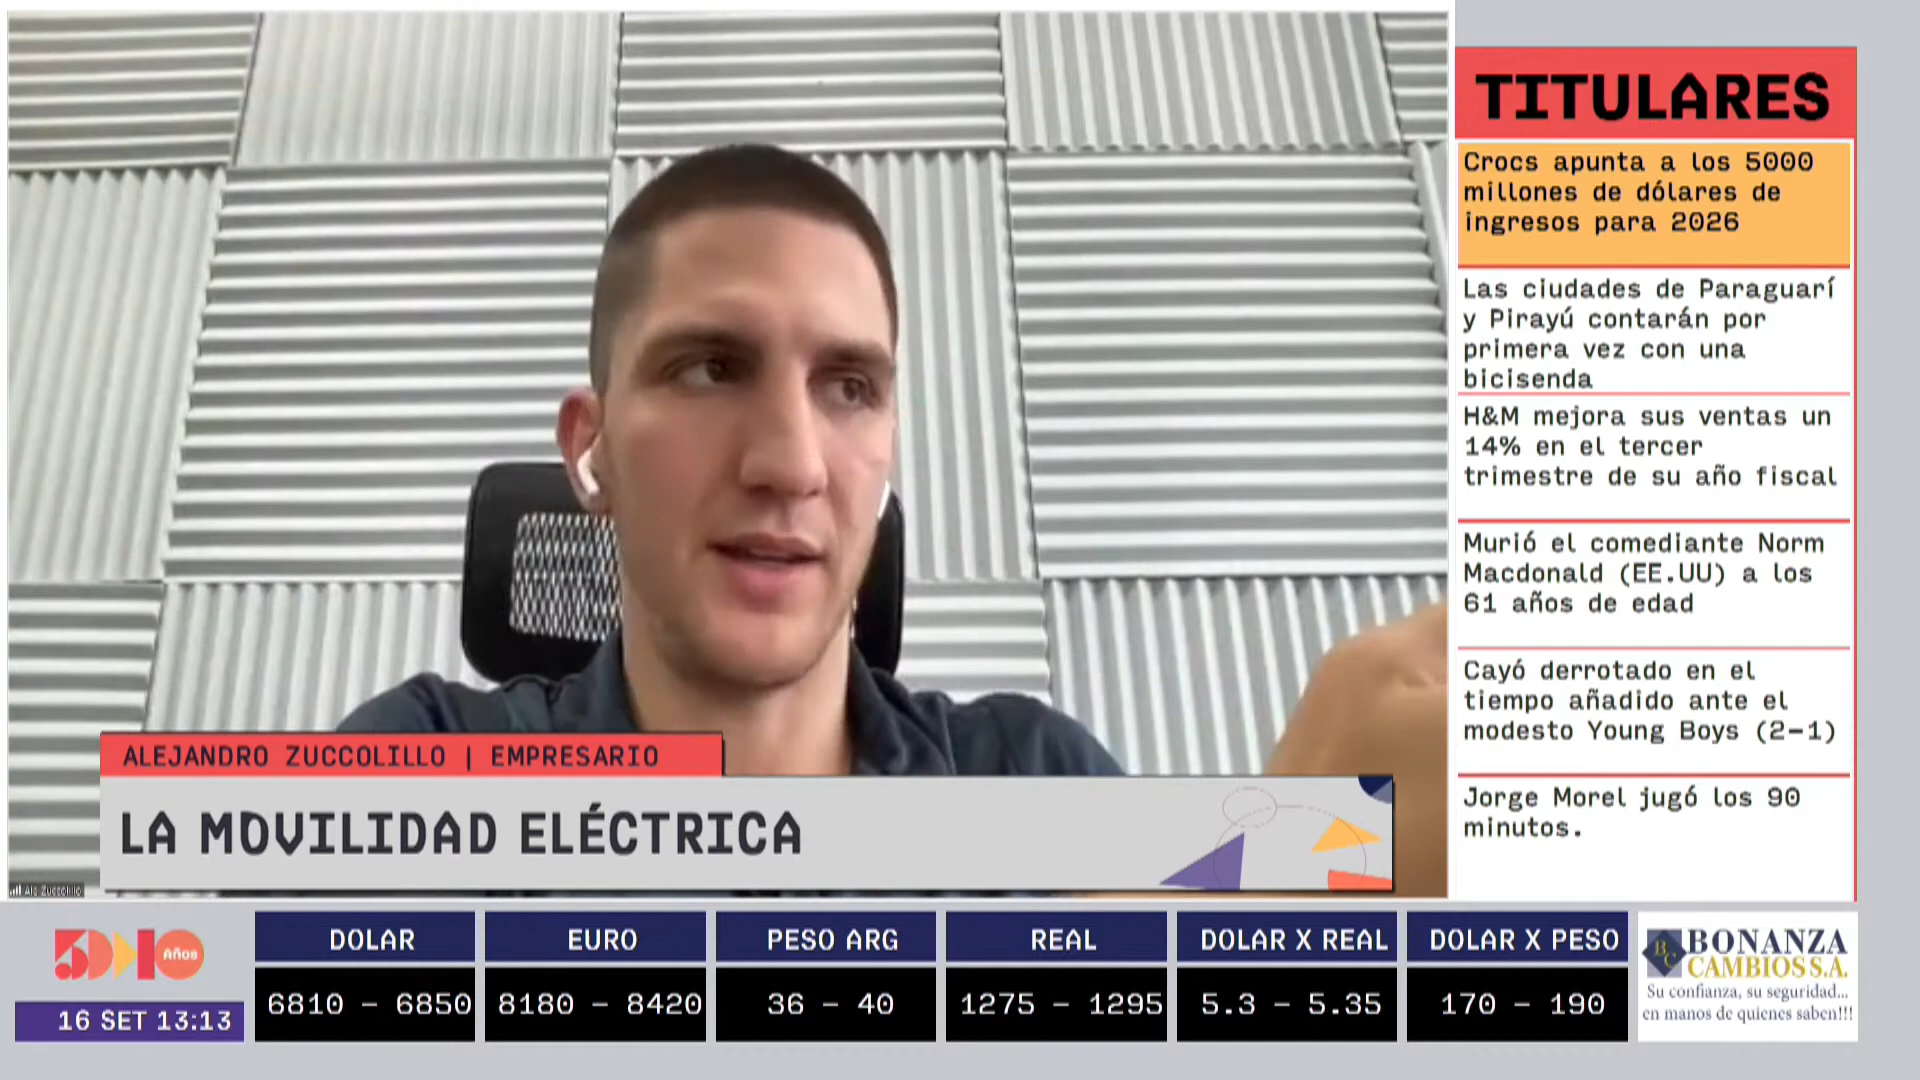 TITULARES
Crocs apunta a los 5000
millones de dólares de
ingresos para 2026
Las ciudades de Paraguarí
y Pirayú contarán por
primera vez con una
bicisenda
H&M mejora sus ventas un
14% en el tercer
trimestre de su año fiscal
Murió el comediante Norm
Macdonald (EE.UU) a los
61 años de edad
Cayó derrotado en el
tiempo añadido ante el
modesto Young Boys (2-1)
Jorge Morel jugó los 90
minutos.
ALEJANDRO ZUCCOLILLO | EMPRESARIO
LA MOVILIDAD ELÉCTRICA
Ale Zuccolillo
Años
16 SET 13:13
DOLAR
6810 - 6850
EURO
8180 - 8420
PESO ARG
36 - 40
REAL
1275 - 1295
DOLAR X REAL
5.3 - 5.35
DOLAR X PESO
170 - 190
BC
BONANZA
CAMBIOS S.A.
Su confianza, su seguridad...
en manos de quienes saben!!!